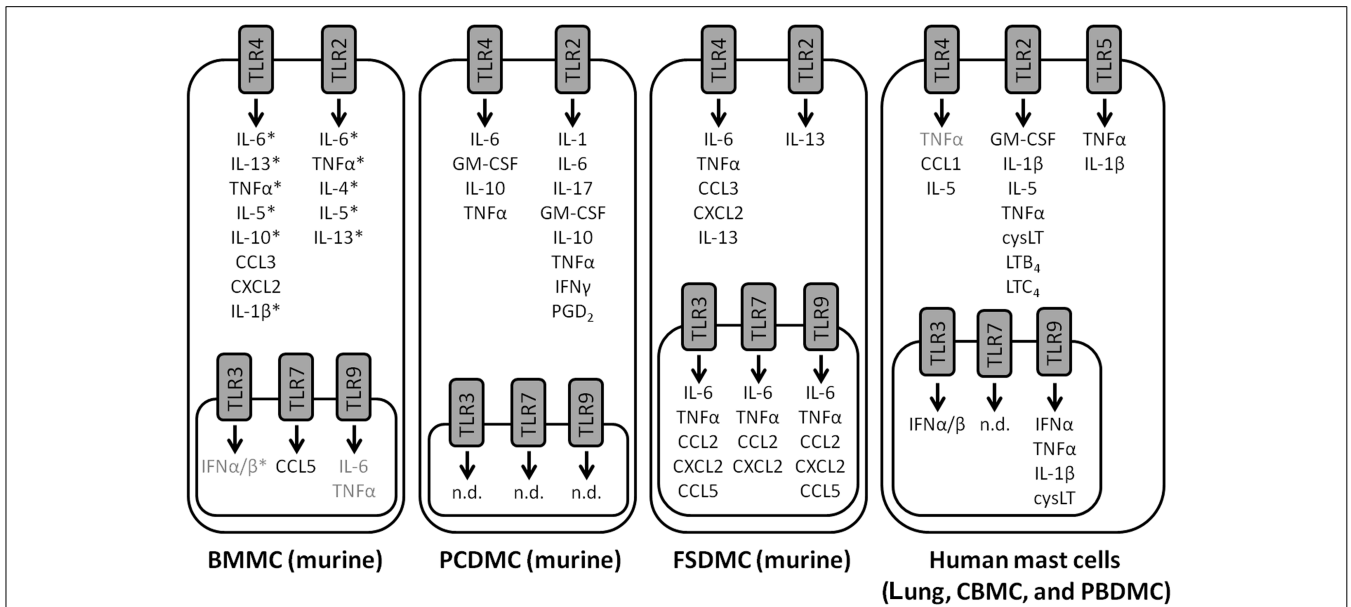 TLR4
TLR2
IL-6*
IL-13*
TNFα*
IL-5*
IL-10*
CCL3
CXCL2
IL-1β*
IL-6*
TNFα*
IL-4*
IL-5*
IL-13*
TLR3
TLR7
TLR9
IFNα/β*
CCL5
IL-6
TNFα
BMMC (murine)
TLR4
TLR2
IL-6
GM-CSF
IL-10
TNFα
IL-1
IL-6
IL-17
GM-CSF
IL-10
TNFα
IFNγ
PGD₂
TLR3
TLR7
TLR9
n.d.
n.d.
n.d.
PCDMC (murine)
TLR4
TLR2
IL-6
TNFα
CCL3
CXCL2
IL-13
IL-13
TLR3
TLR7
TLR9
IL-6
TNFα
CCL2
CXCL2
CCL5
IL-6
TNFα
CCL2
CXCL2
IL-6
TNFα
CCL2
CXCL2
CCL5
FSDMC (murine)
TLR4
TLR2
TLR5
TNFα
CCL1
IL-5
GM-CSF
IL-1β
IL-5
TNFα
cysLT
LTB₄
LTC₄
TNFα
IL-1β
TLR3
TLR7
TLR9
IFNα/β
n.d.
IFNα
TNFα
IL-1β
cysLT
Human mast cells
(Lung, CBMC, and PBDMC)